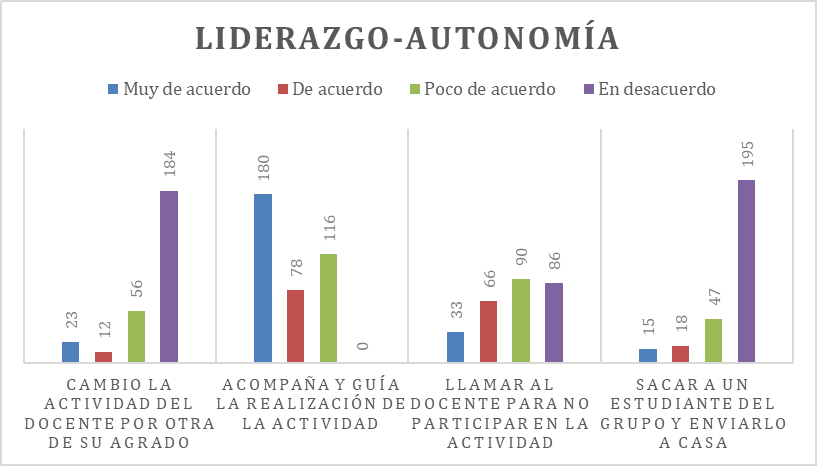 LIDERAZGO-AUTONOMÍA
Muy de acuerdo De acuerdo Poco de acuerdo En desacuerdo
23 12 56 184
180 78 116 0
33 66 90 86
15 18 47 195
CAMBIO LA
ACTIVIDAD DEL
DOCENTE POR OTRA
DE SU AGRADO
ACOMPAÑA Y GUÍA
LA REALIZACIÓN DE
LA ACTIVIDAD
LLAMAR AL
DOCENTE PARA NO
PARTICIPAR EN LA
ACTIVIDAD
SACAR A UN
ESTUDIANTE DEL
GRUPO Y ENVIARLO
A CASA